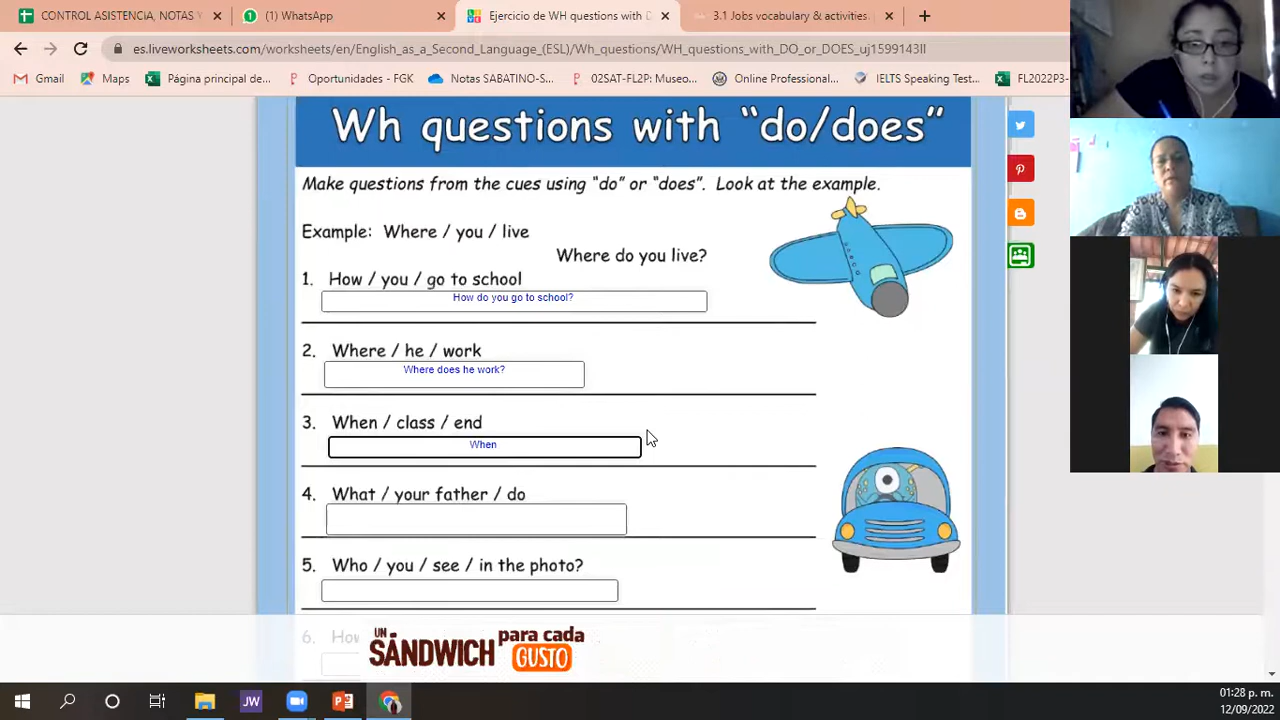 CONTROL ASISTENCIA, NOTAS Y
(1) WhatsApp
Ejercicio de WH questions with D
3.1 Jobs vocabulary & activities.
es.liveworksheets.com/worksheets/en/English_as_a_Second_Language_(ESL)/Wh_questions/WH_questions_with_DO_or_DOES_uj1599143II
Gmail
Maps
Página principal de...
Oportunidades - FGK
Notas SABATINO-S...
02SAT-FL2P: Museo...
Online Professional...
IELTS Speaking Test...
FL2022P3-
Wh questions with "do/does"
Make questions from the cues using "do" or "does". Look at the example.
Example: Where / you / live
Where do you live?
1. How / you / go to school
How do you go to school?
2. Where / he / work
Where does he work?
3. When / class / end
When
4. What / your father / do
5. Who / you / see / in the photo?
6. How
UN SÁNDWICH para cada GUSTO
JW
01:28 p. m.
12/09/2022